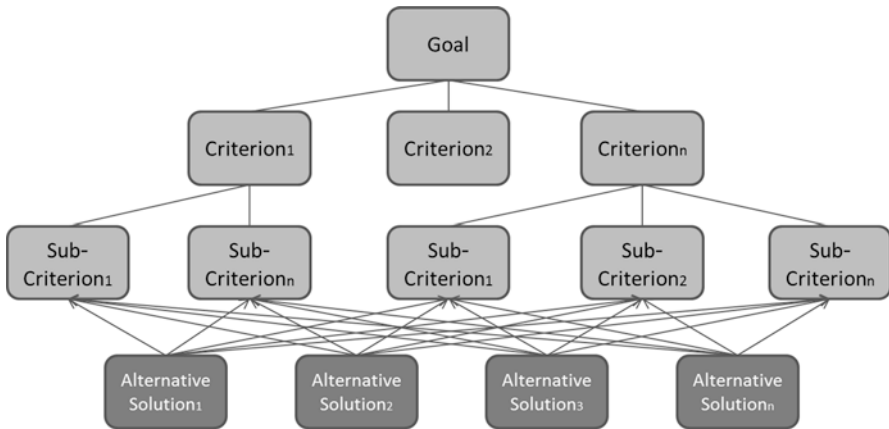 Goal
Criterion₁
Criterion₂
Criterionₙ
Sub-
Criterion₁
Sub-
Criterionₙ
Sub-
Criterion₁
Sub-
Criterion₂
Sub-
Criterionₙ
Alternative
Solution₁
Alternative
Solution₂
Alternative
Solution₃
Alternative
Solutionₙ